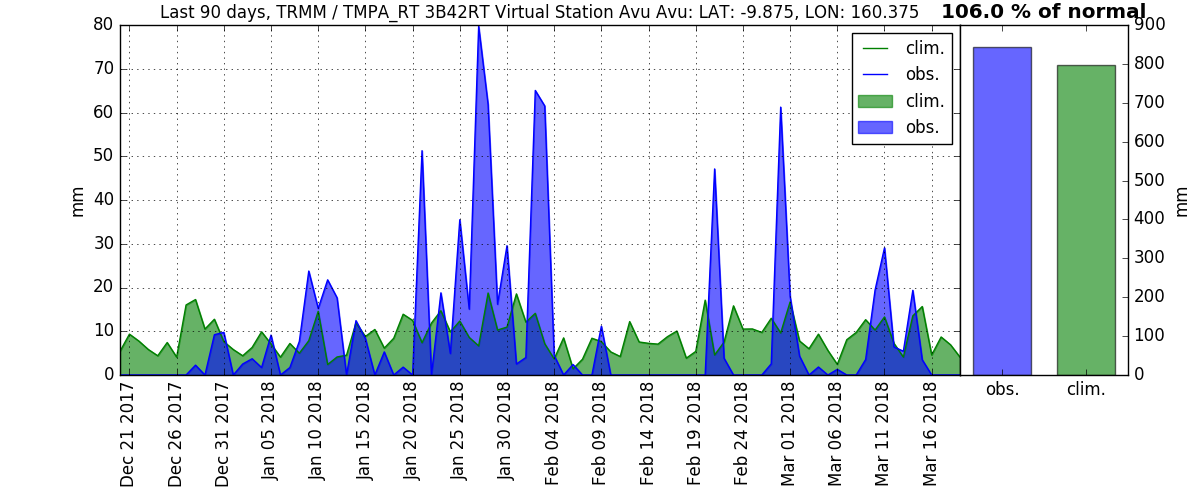 Last 90 days, TRMM / TMPA_RT 3B42RT Virtual Station Avu Avu: LAT: -9.875, LON: 160.375
106.0 % of normal
80
70
60
50
40
30
20
10
0
mm
clim.
obs.
clim.
obs.
Dec 21 2017
Dec 26 2017
Dec 31 2017
Jan 05 2018
Jan 10 2018
Jan 15 2018
Jan 20 2018
Jan 25 2018
Jan 30 2018
Feb 04 2018
Feb 09 2018
Feb 14 2018
Feb 19 2018
Feb 24 2018
Mar 01 2018
Mar 06 2018
Mar 11 2018
Mar 16 2018
900
800
700
600
500
400
300
200
100
0
mm
obs.
clim.